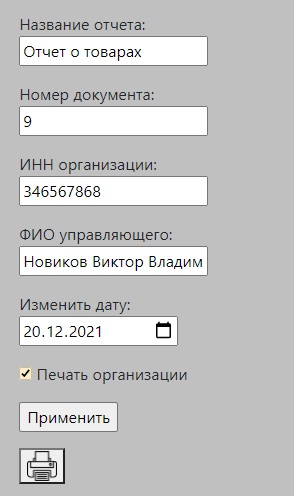 Название отчета:
Отчет о товарах
Номер документа:
9
ИНН организации:
346567868
ФИО управляющего:
Новиков Виктор Владим
Изменить дату:
20.12.2021
Печать организации
Применить